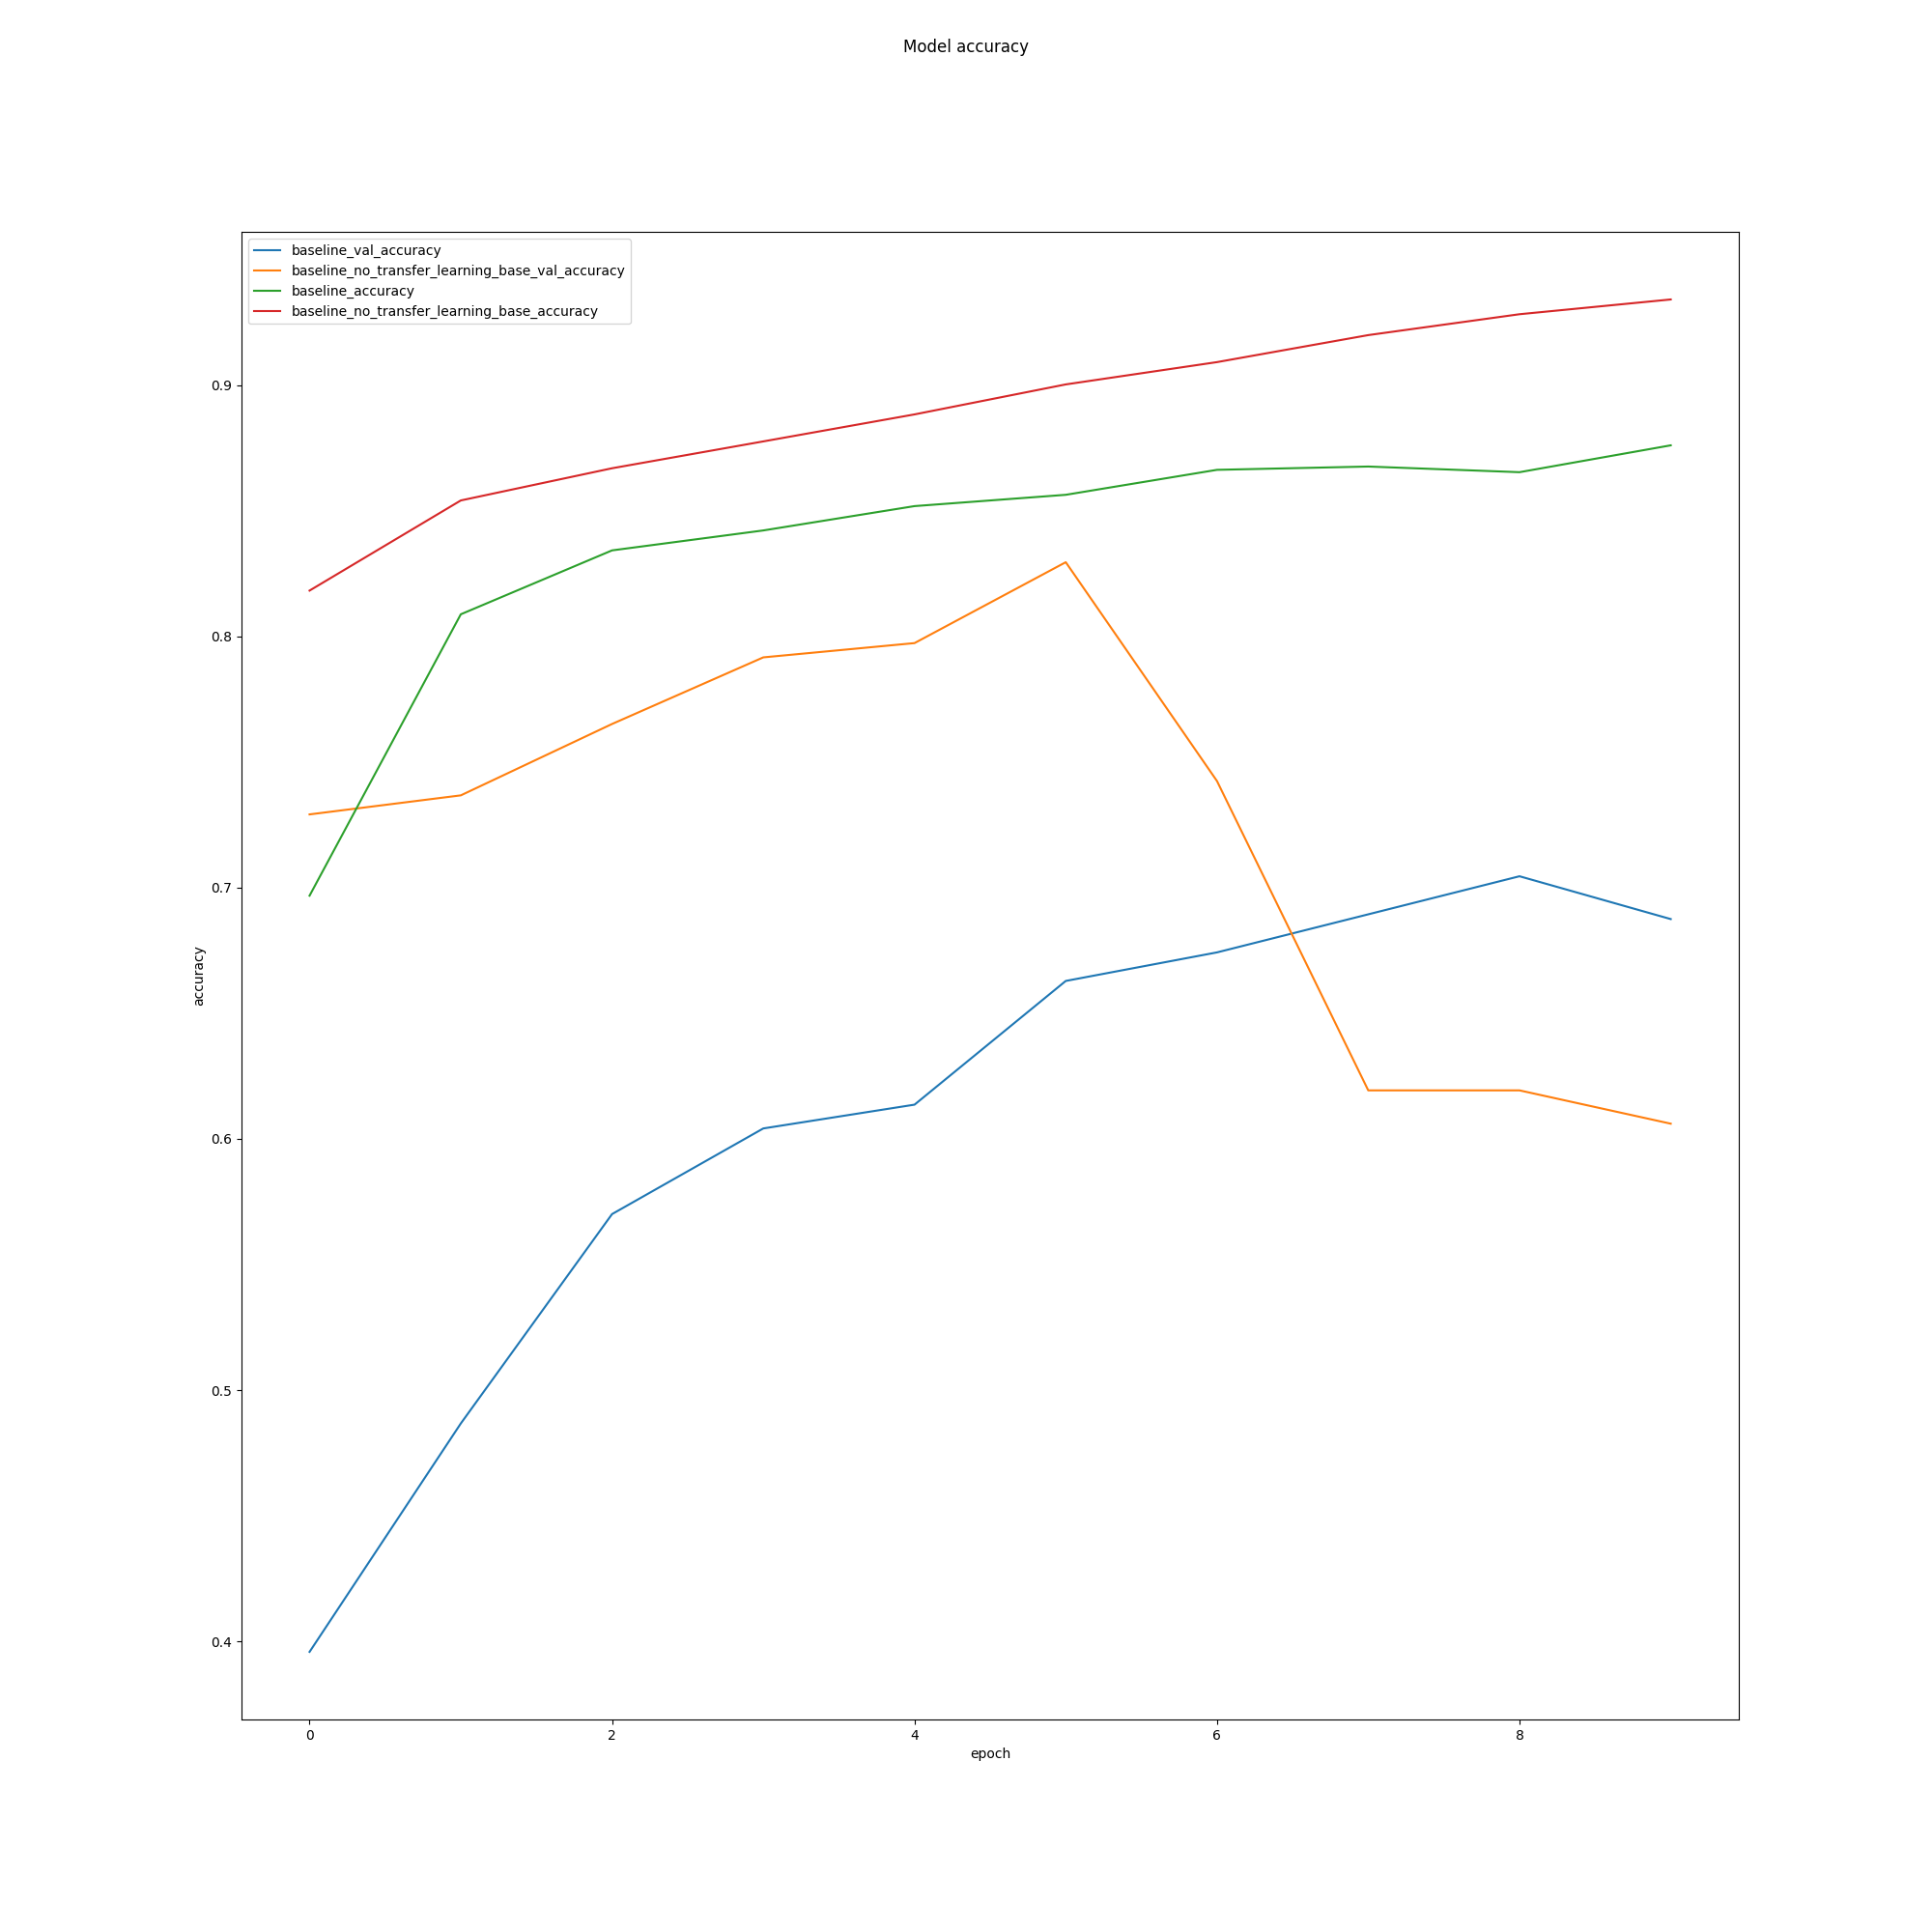 Model accuracy
baseline_val_accuracy
baseline_no_transfer_learning_base_val_accuracy
baseline_accuracy
baseline_no_transfer_learning_base_accuracy
0.9
0.8
0.7
0.6
0.5
0.4
accuracy
0 2 4 6 8
epoch